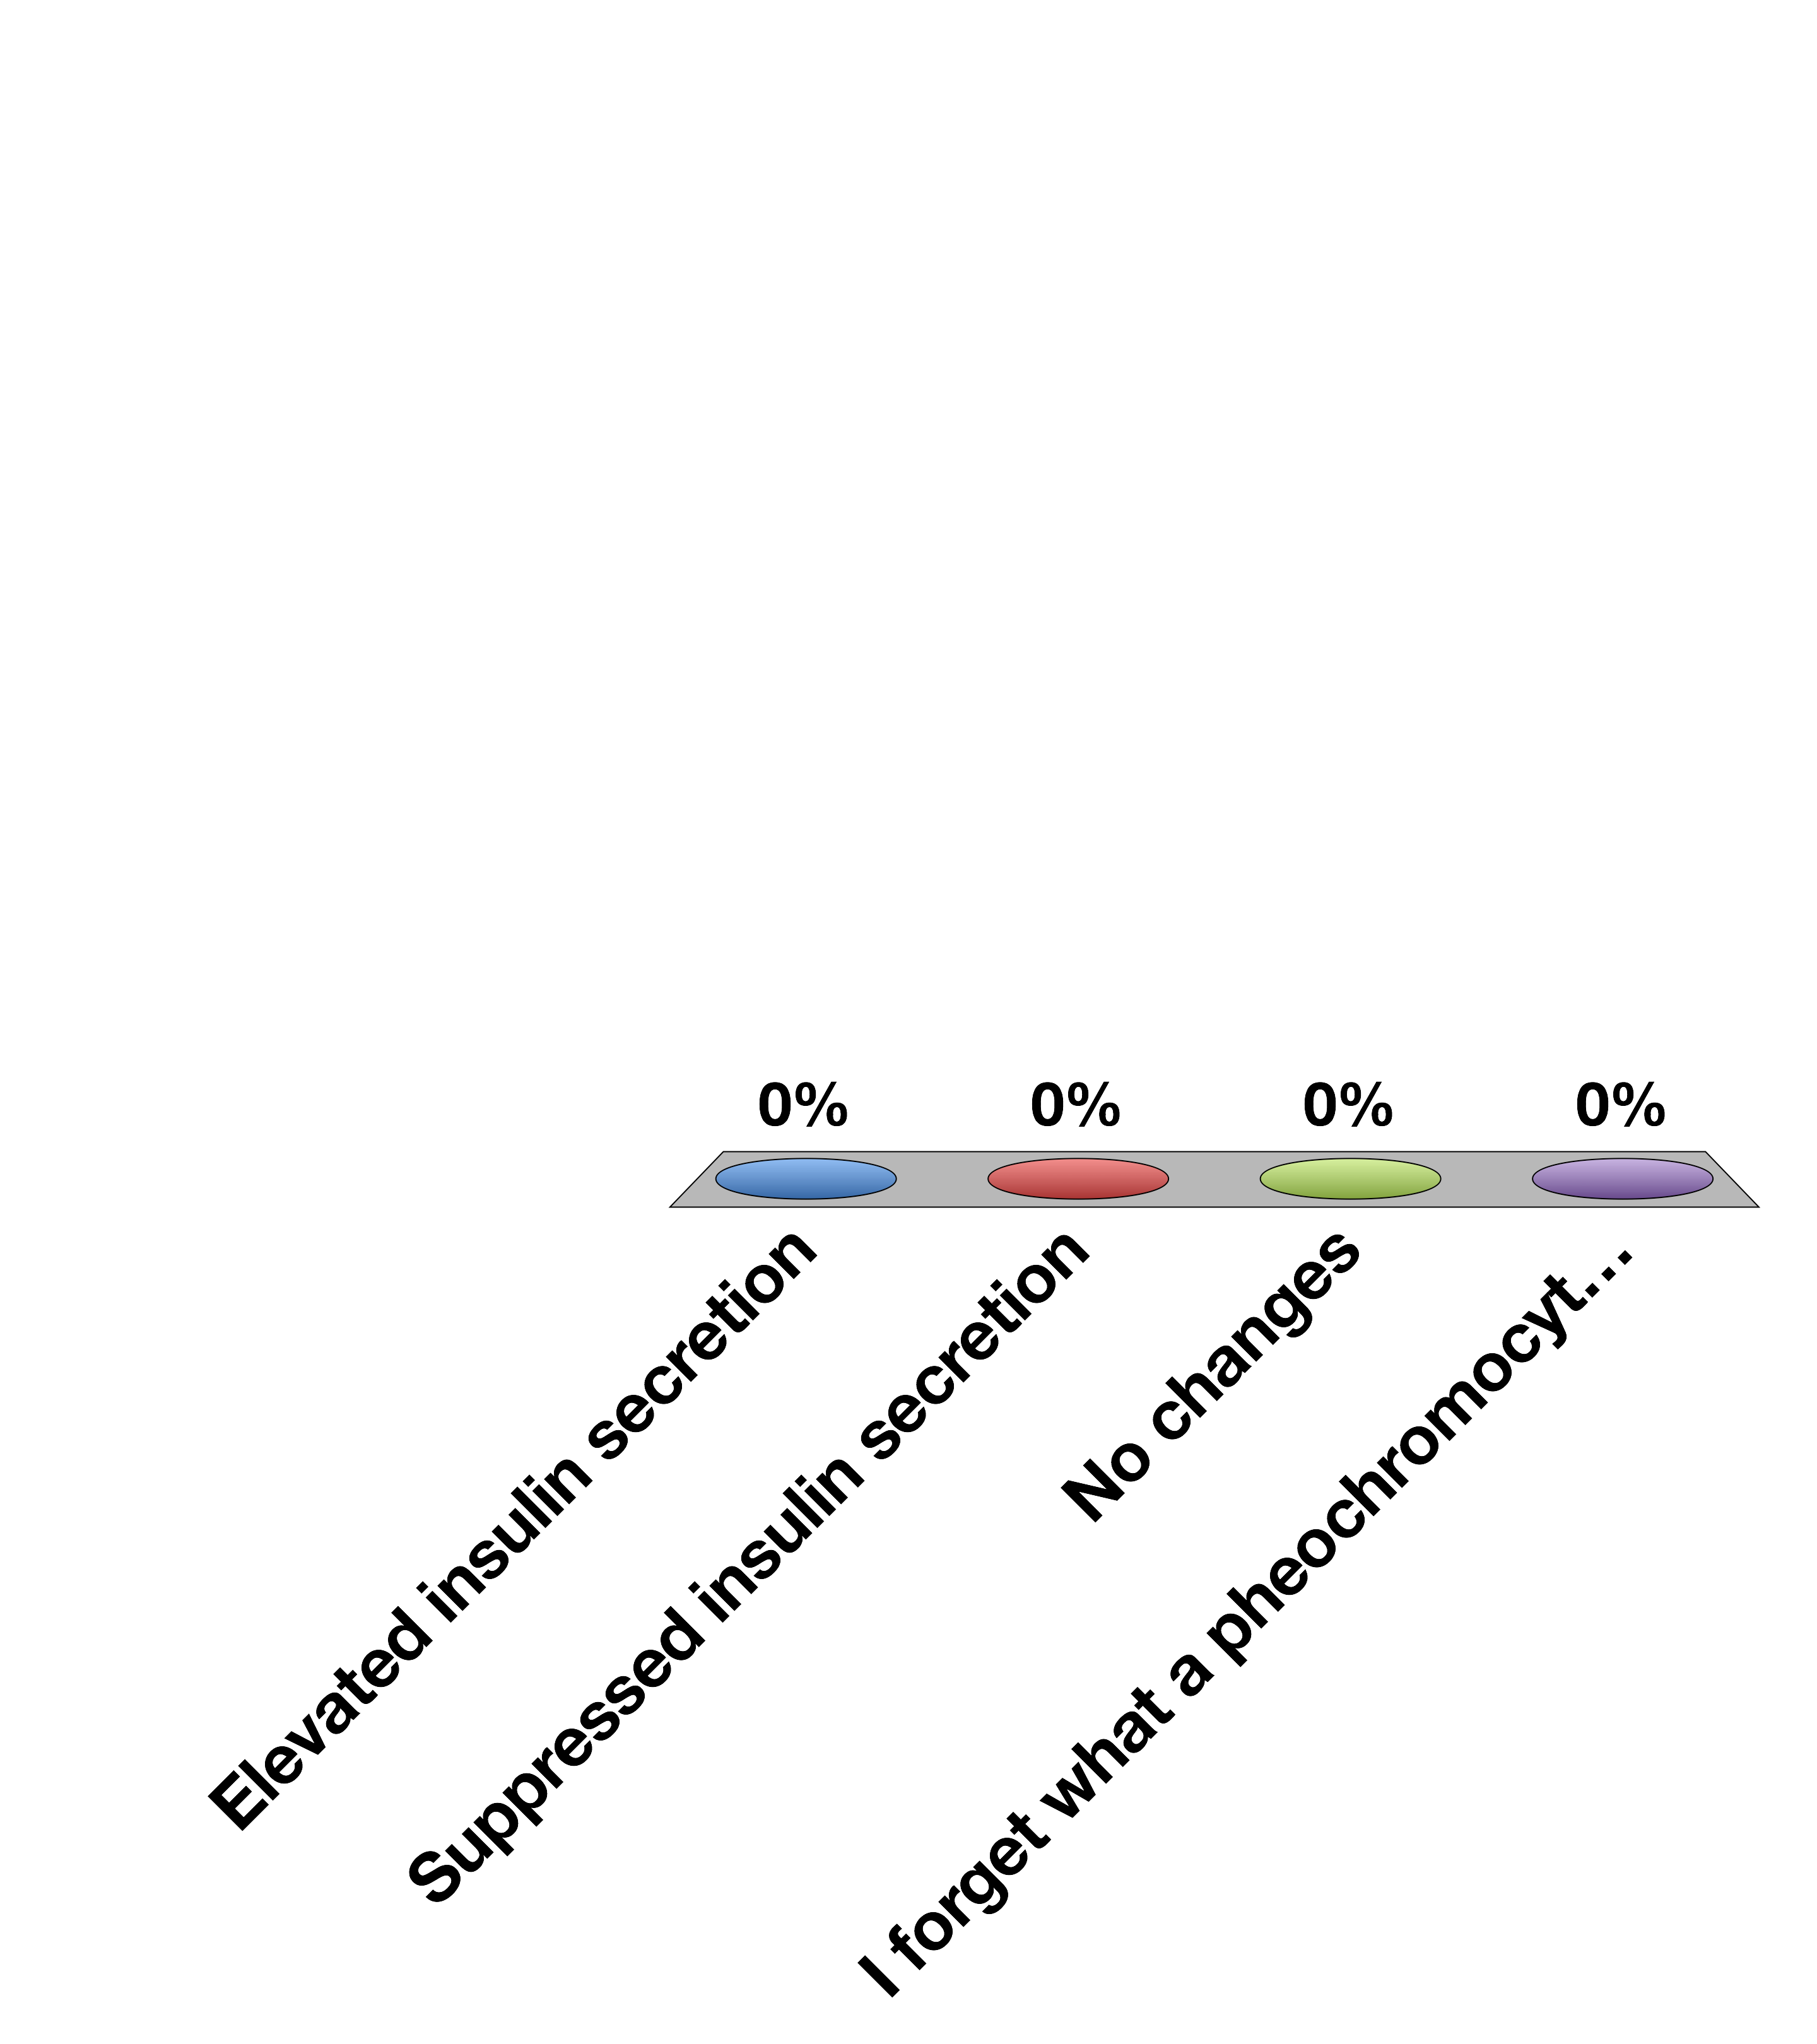 0% 0% 0% 0%
Elevated insulin secretion
Suppressed insulin secretion
No changes
I forget what a pheochromocyt...